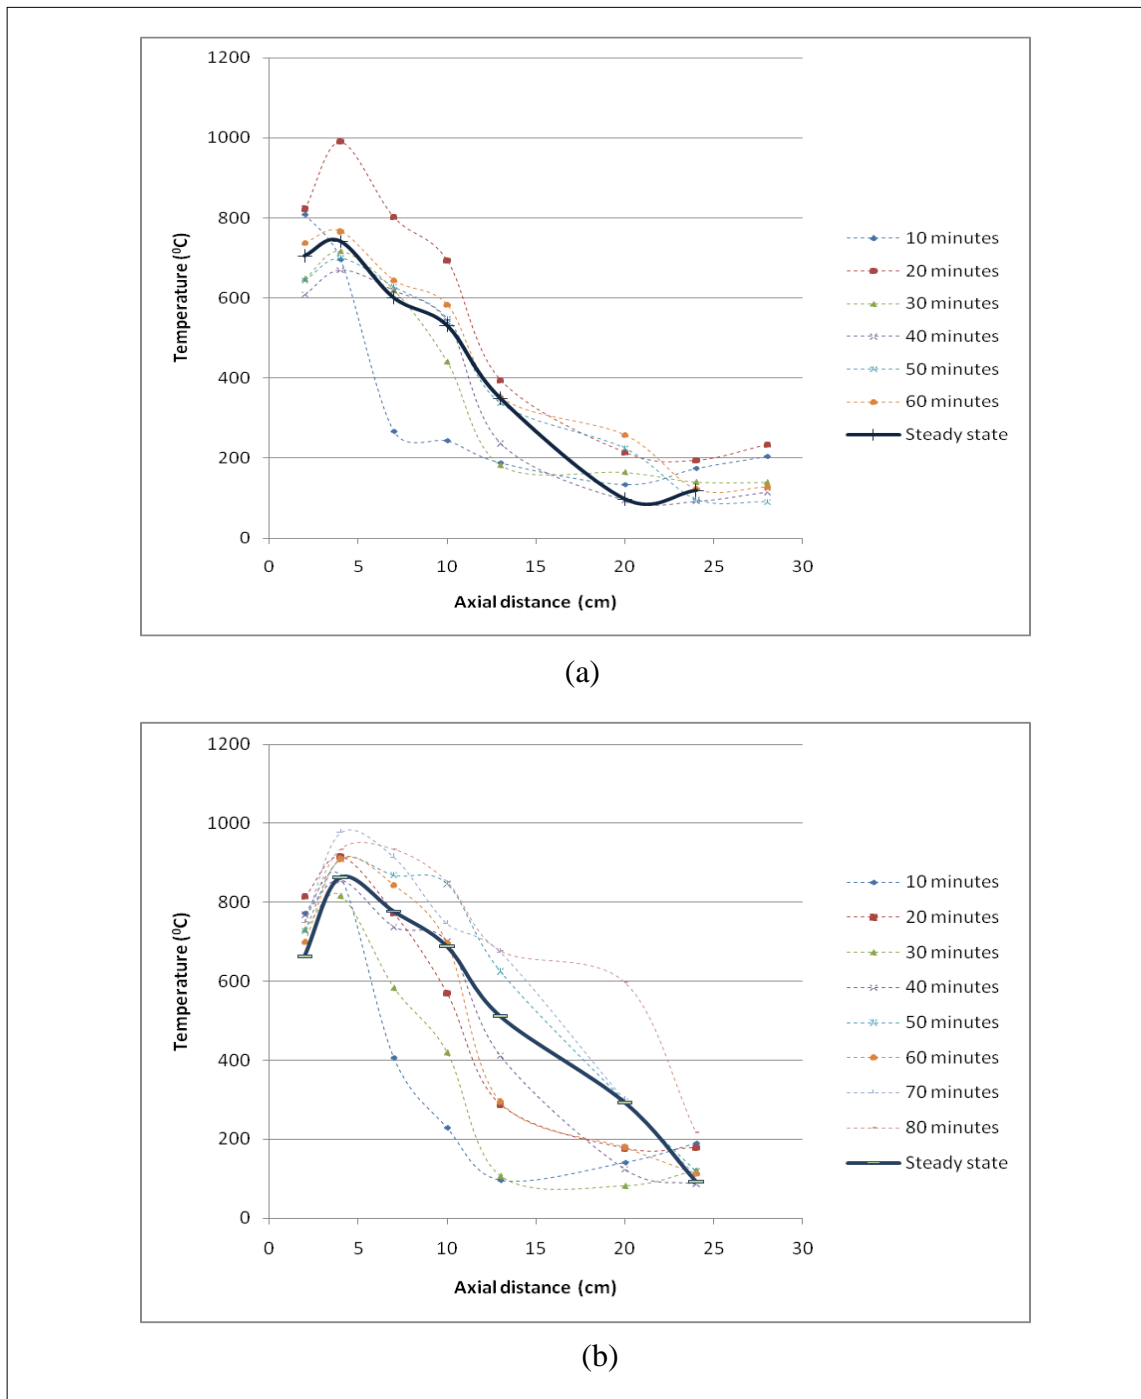 1200
1000
800
600
400
200
0
0 5 10 15 20 25 30
Temperature (⁰C)
Axial distance (cm)
10 minutes
20 minutes
30 minutes
40 minutes
50 minutes
60 minutes
Steady state
(a)
1200
1000
800
600
400
200
0
0 5 10 15 20 25 30
Temperature (⁰C)
Axial distance (cm)
10 minutes
20 minutes
30 minutes
40 minutes
50 minutes
60 minutes
70 minutes
80 minutes
Steady state
(b)